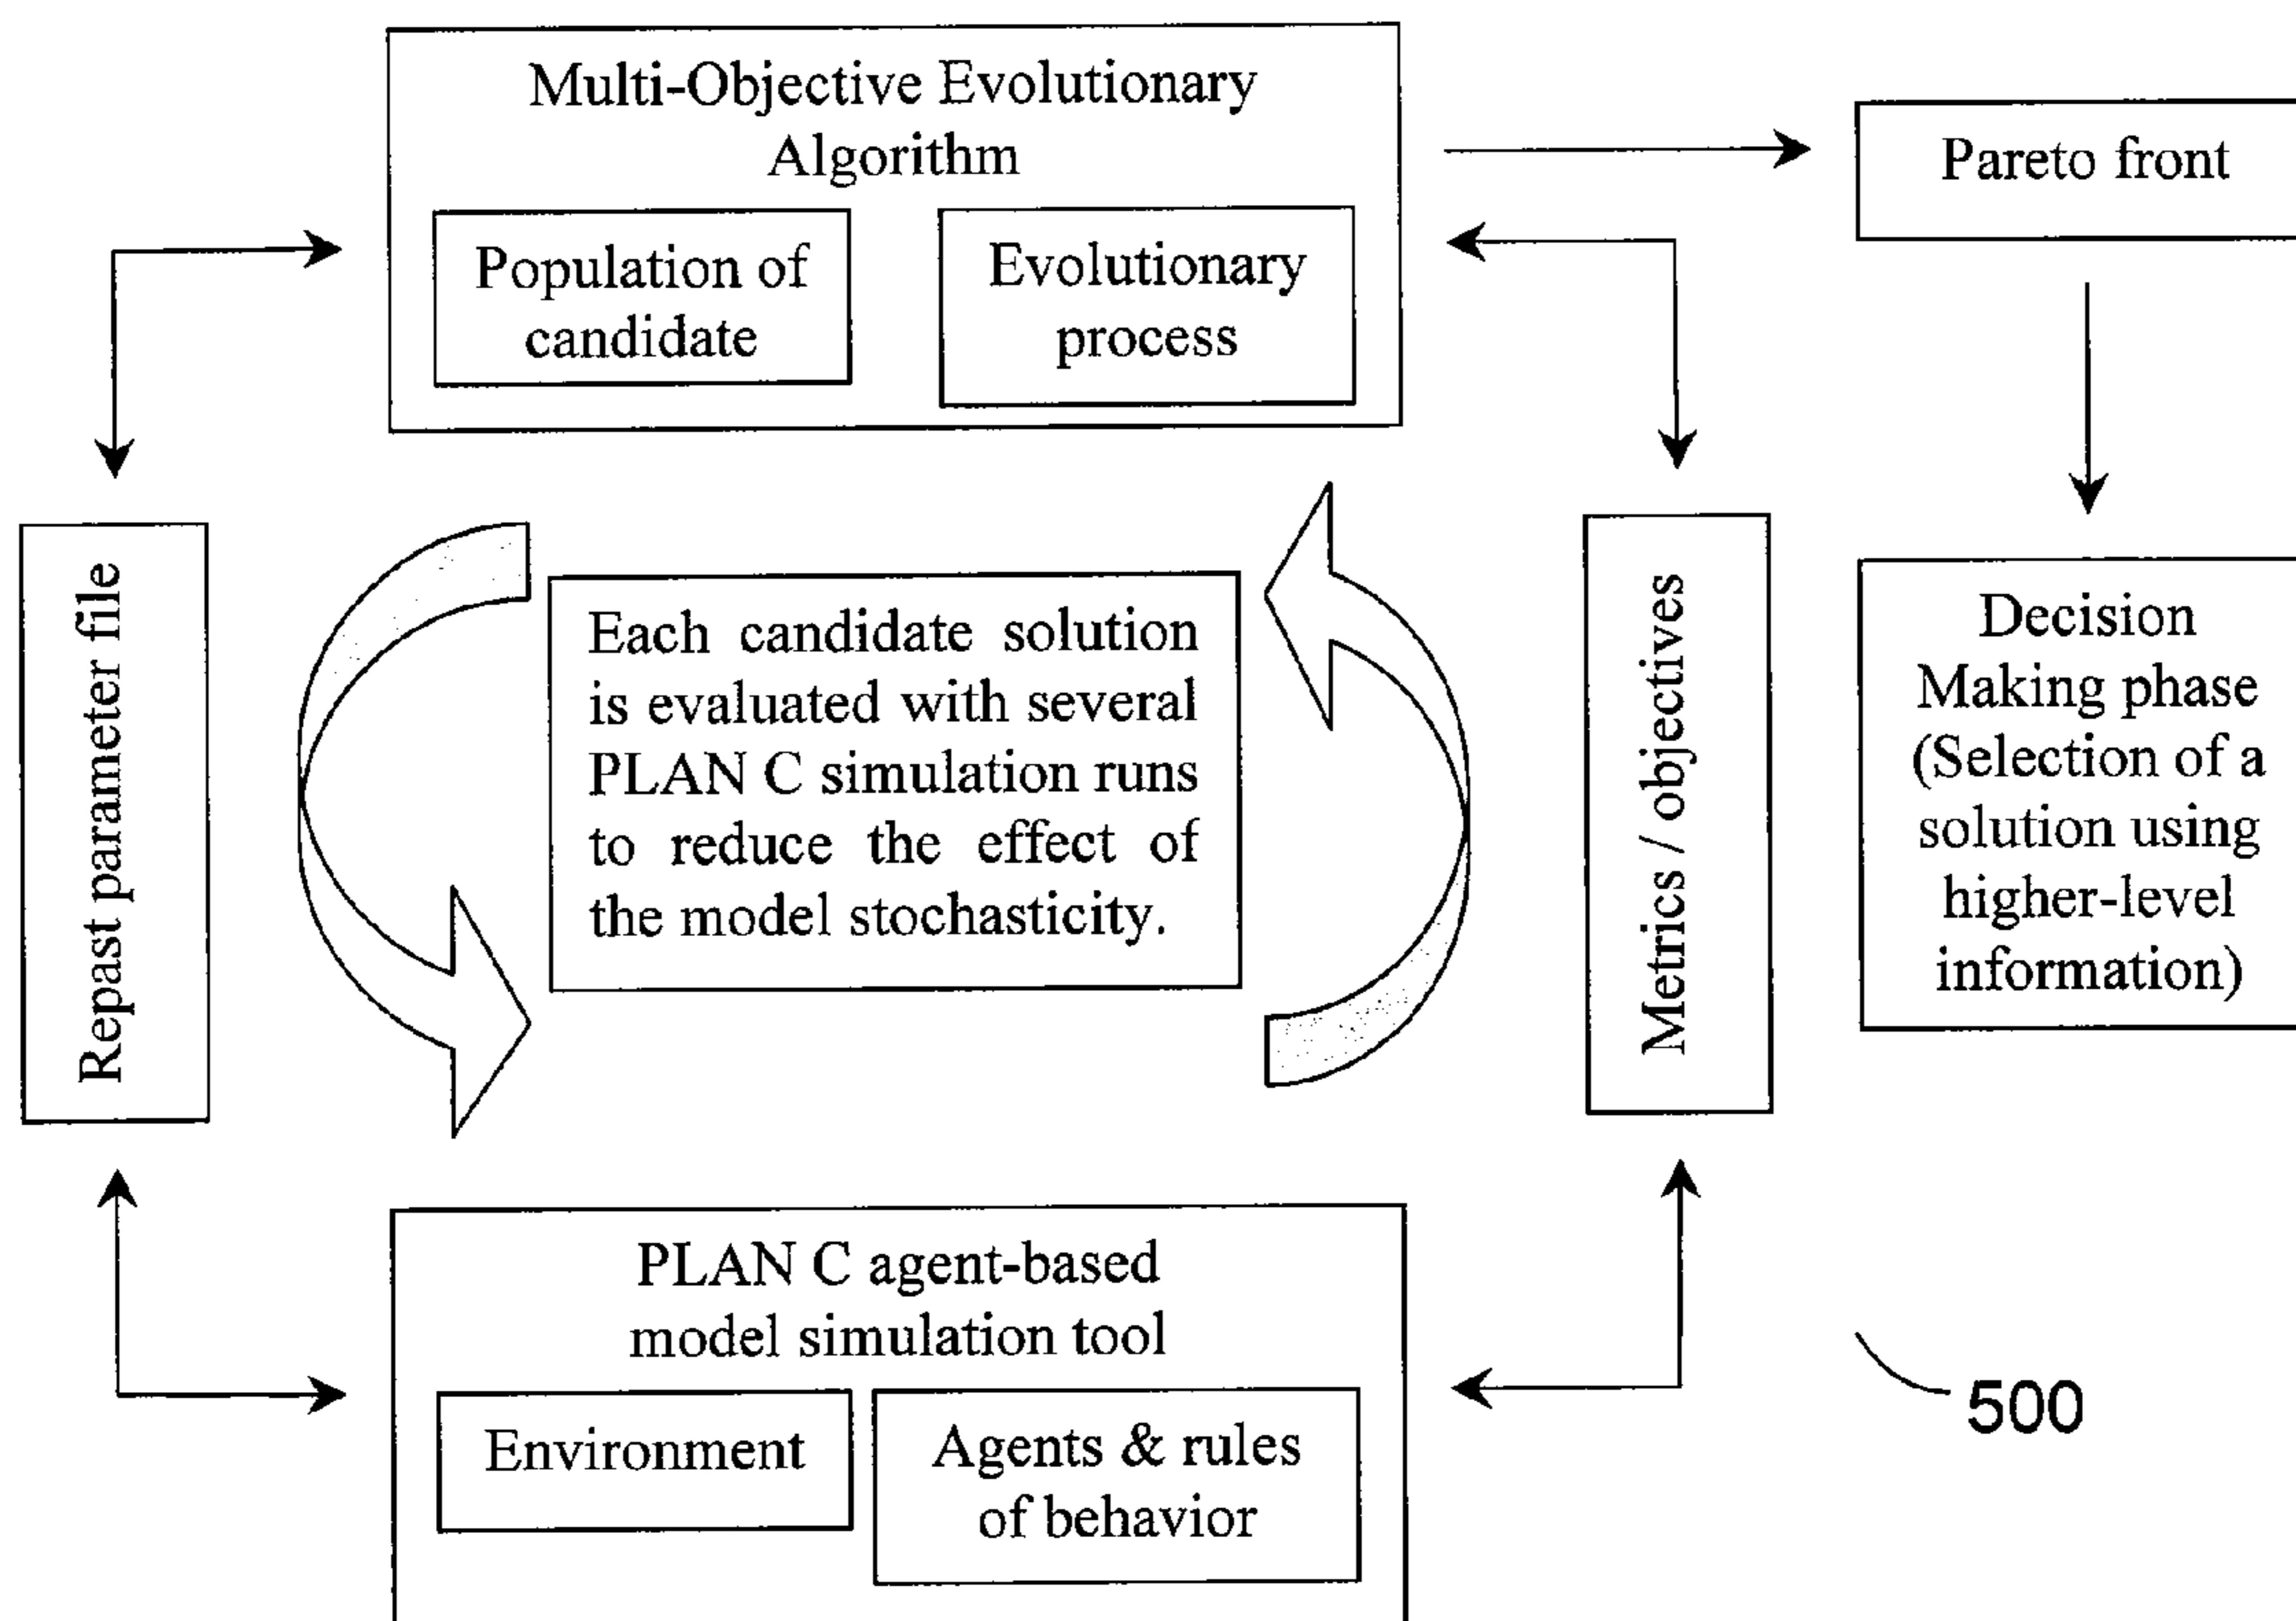 Multi-Objective Evolutionary
Algorithm
Population of
candidate
Evolutionary
process
Pareto front
Repast parameter file
Each candidate solution
is evaluated with several
PLAN C simulation runs
to reduce the effect of
the model stochasticity.
Metrics / objectives
Decision
Making phase
(Selection of a
solution using
higher-level
information)
PLAN C agent-based
model simulation tool
Environment
Agents & rules
of behavior
500